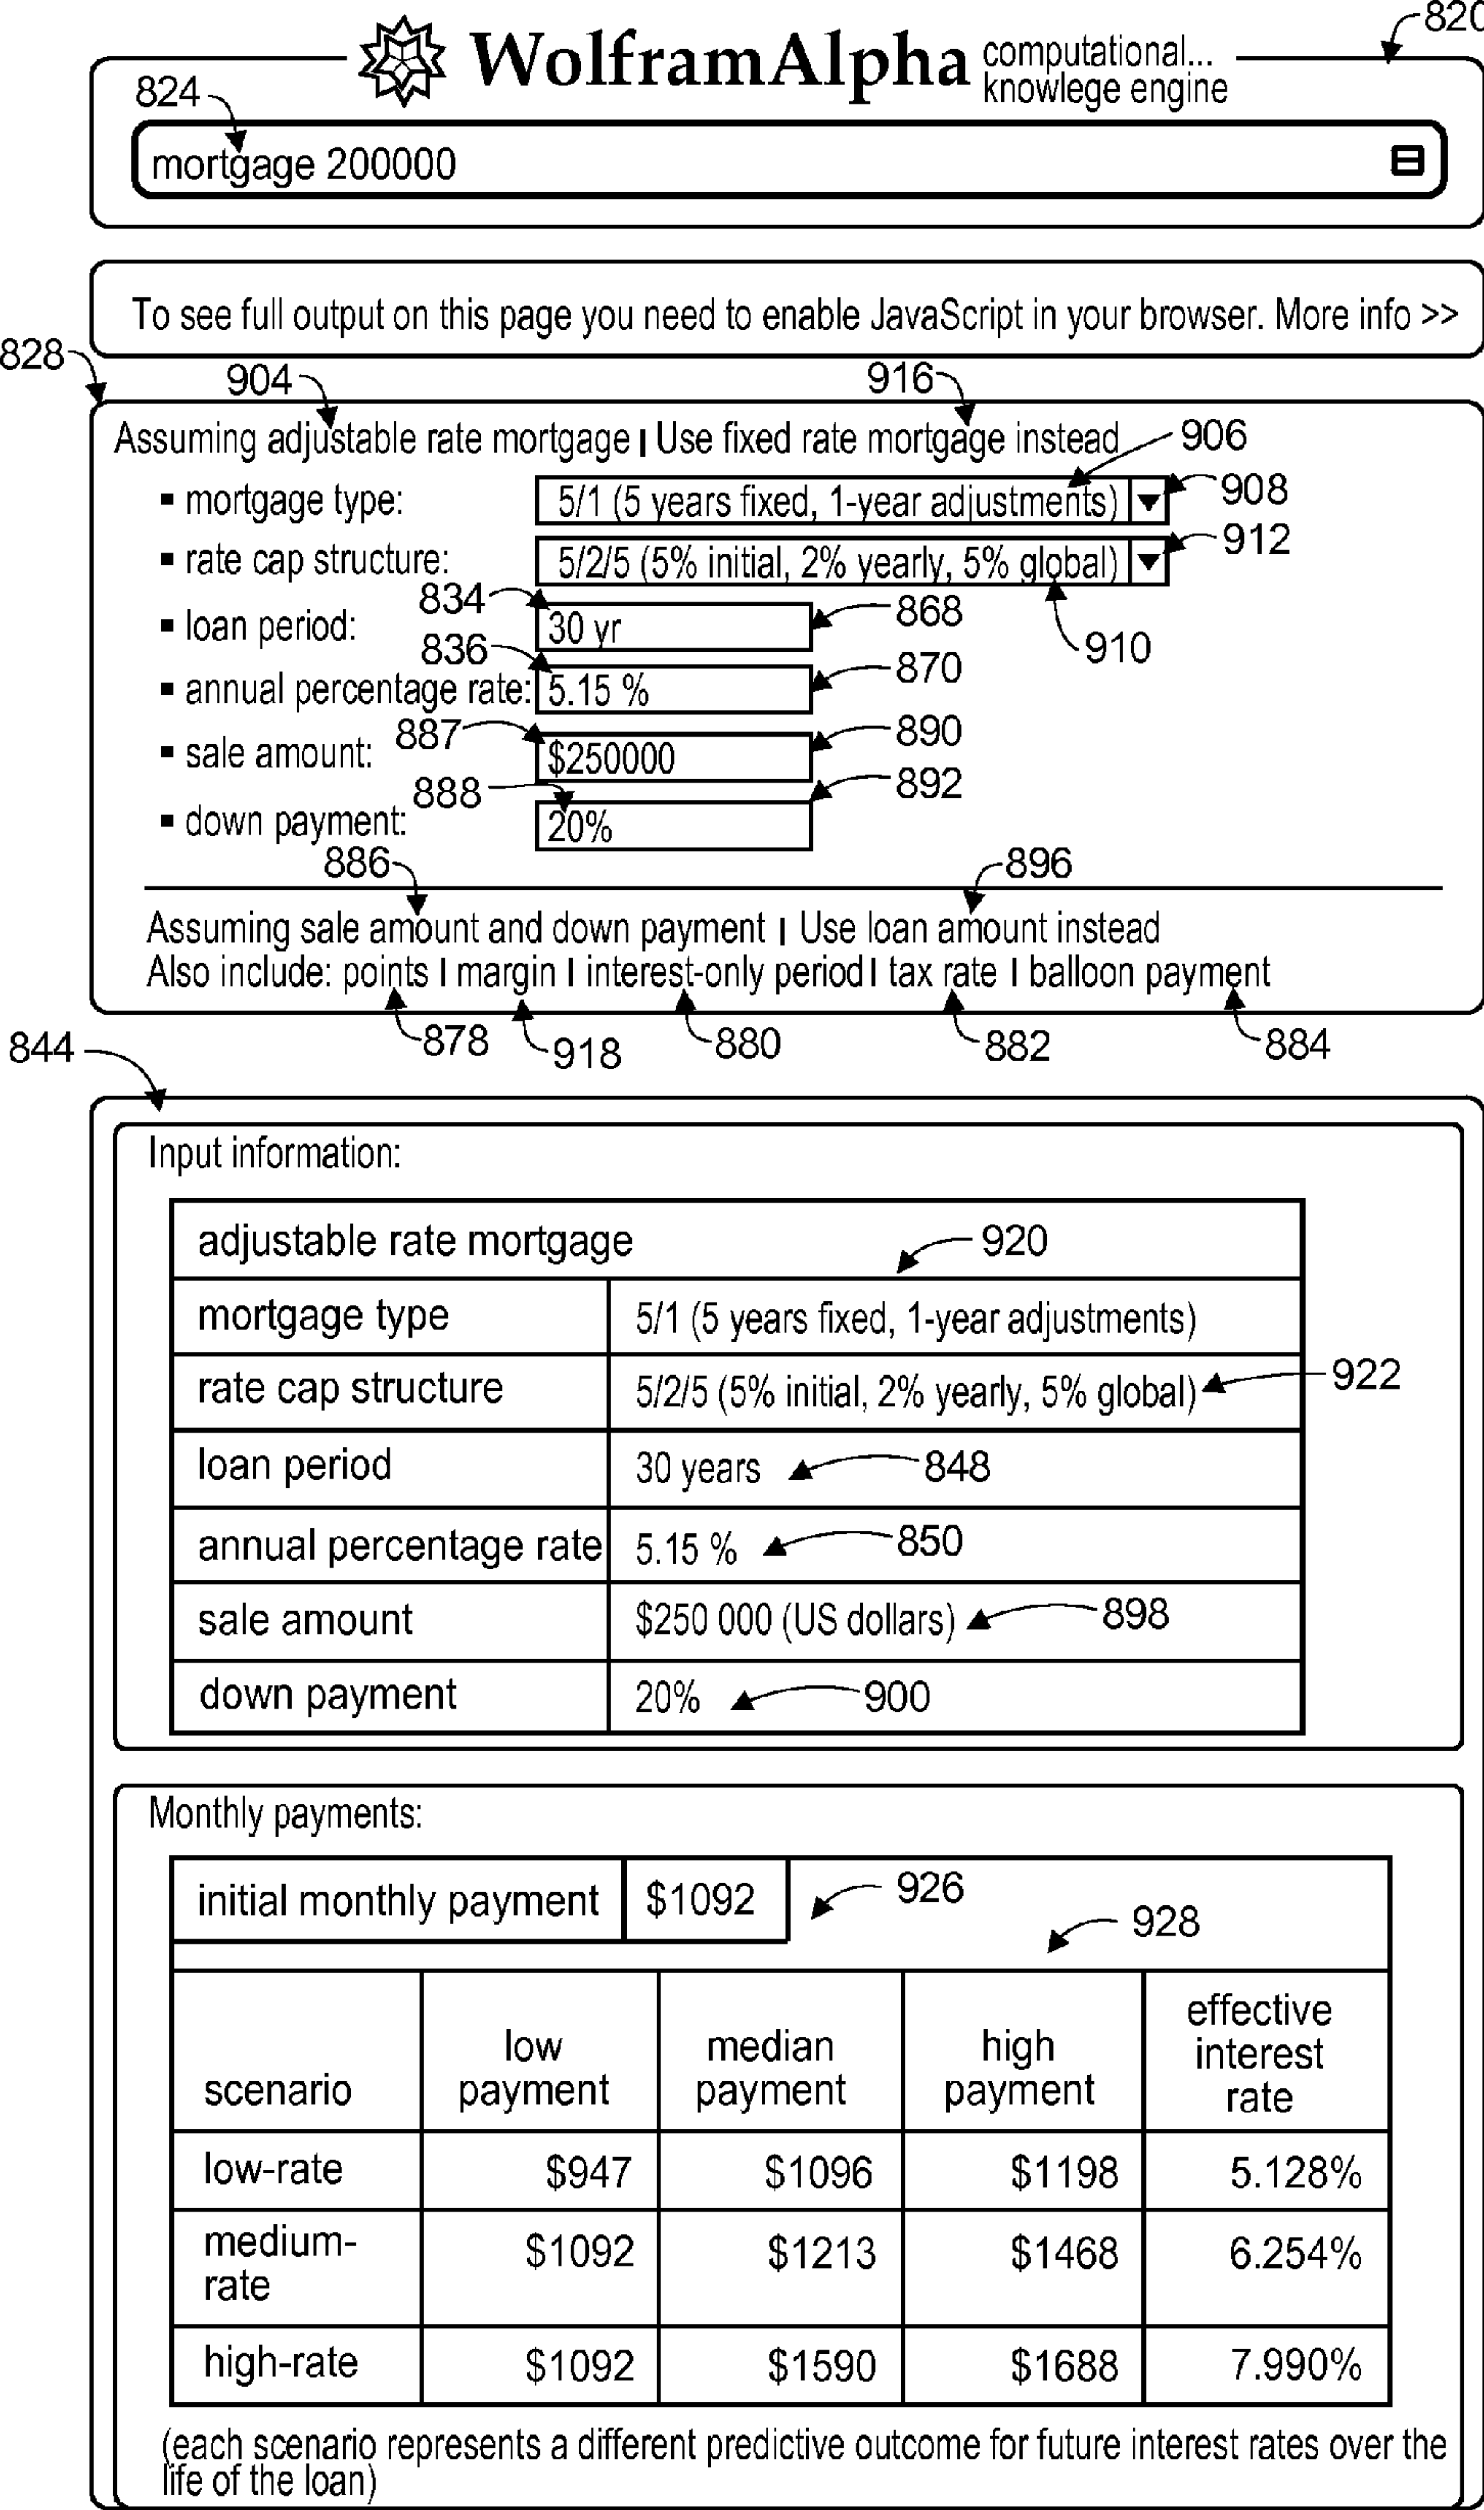 820
WolframAlpha computational...
knowlege engine
824
mortgage 200000
To see full output on this page you need to enable JavaScript in your browser. More info >>
828
904
916
Assuming adjustable rate mortgage | Use fixed rate mortgage instead
906
▪ mortgage type: 5/1 (5 years fixed, 1-year adjustments)
908
912
▪ rate cap structure: 5/2/5 (5% initial, 2% yearly, 5% global)
834
868
▪ loan period: 30 yr
910
836
870
▪ annual percentage rate: 5.15 %
887
890
▪ sale amount: $250000
888
892
▪ down payment: 20%
886
896
Assuming sale amount and down payment | Use loan amount instead
Also include: points | margin | interest-only period | tax rate | balloon payment
878
918
880
882
884
844
Input information:
adjustable rate mortgage
920
mortgage type 5/1 (5 years fixed, 1-year adjustments)
rate cap structure 5/2/5 (5% initial, 2% yearly, 5% global)
922
loan period 30 years
848
annual percentage rate 5.15 %
850
sale amount $250 000 (US dollars)
898
down payment 20%
900
Monthly payments:
initial monthly payment $1092
926
928
scenario
low
payment
median
payment
high
payment
effective
interest
rate
low-rate $947 $1096 $1198 5.128%
medium-
rate
$1092 $1213 $1468 6.254%
high-rate $1092 $1590 $1688 7.990%
(each scenario represents a different predictive outcome for future interest rates over the
life of the loan)